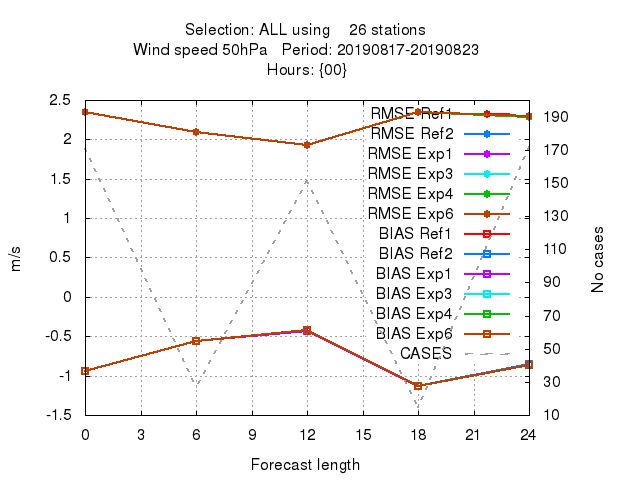 Selection: ALL using 26 stations
Wind speed 50hPa Period: 20190817-20190823
Hours: {00}
2.5
2
1.5
1
0.5
0
-0.5
-1
-1.5
m/s
RMSE Ref1
RMSE Ref2
RMSE Exp1
RMSE Exp3
RMSE Exp4
RMSE Exp6
BIAS Ref1
BIAS Ref2
BIAS Exp1
BIAS Exp3
BIAS Exp4
BIAS Exp6
CASES
190
170
150
130
110
90
70
50
30
10
No cases
0 3 6 9 12 15 18 21 24
Forecast length